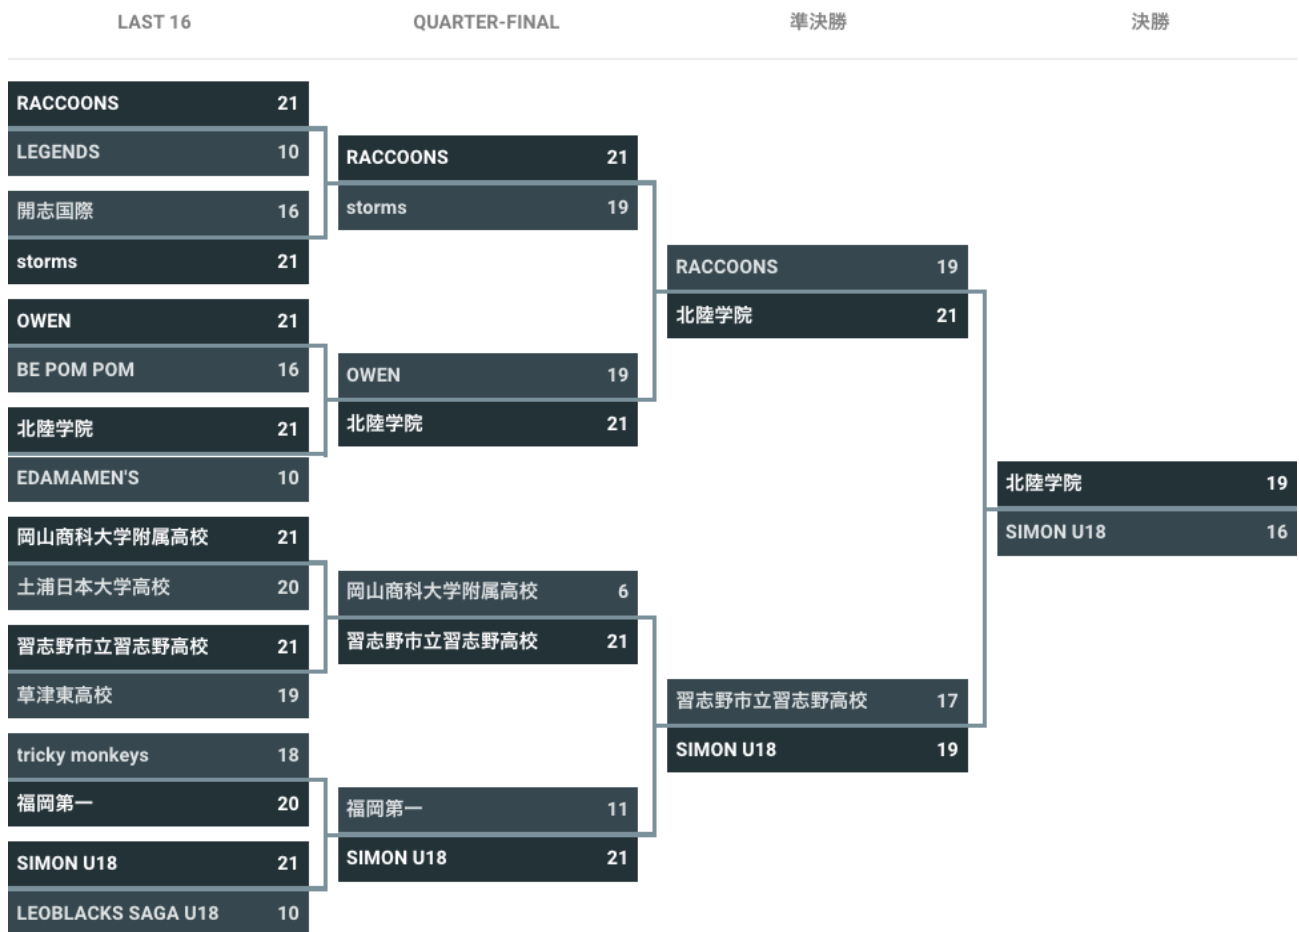 LAST 16
QUARTER-FINAL
準決勝
決勝
RACCOONS 21
LEGENDS 10
開志国際 16
storms 21
OWEN 21
BE POM POM 16
北陸学院 21
EDAMAMEN'S 10
岡山商科大学附属高校 21
土浦日本大学高校 20
習志野市立習志野高校 21
草津東高校 19
tricky monkeys 18
福岡第一 20
SIMON U18 21
LEOBLACKS SAGA U18 10
RACCOONS 21
storms 19
OWEN 19
北陸学院 21
岡山商科大学附属高校 6
習志野市立習志野高校 21
福岡第一 11
SIMON U18 21
RACCOONS 19
北陸学院 21
習志野市立習志野高校 17
SIMON U18 19
北陸学院 19
SIMON U18 16